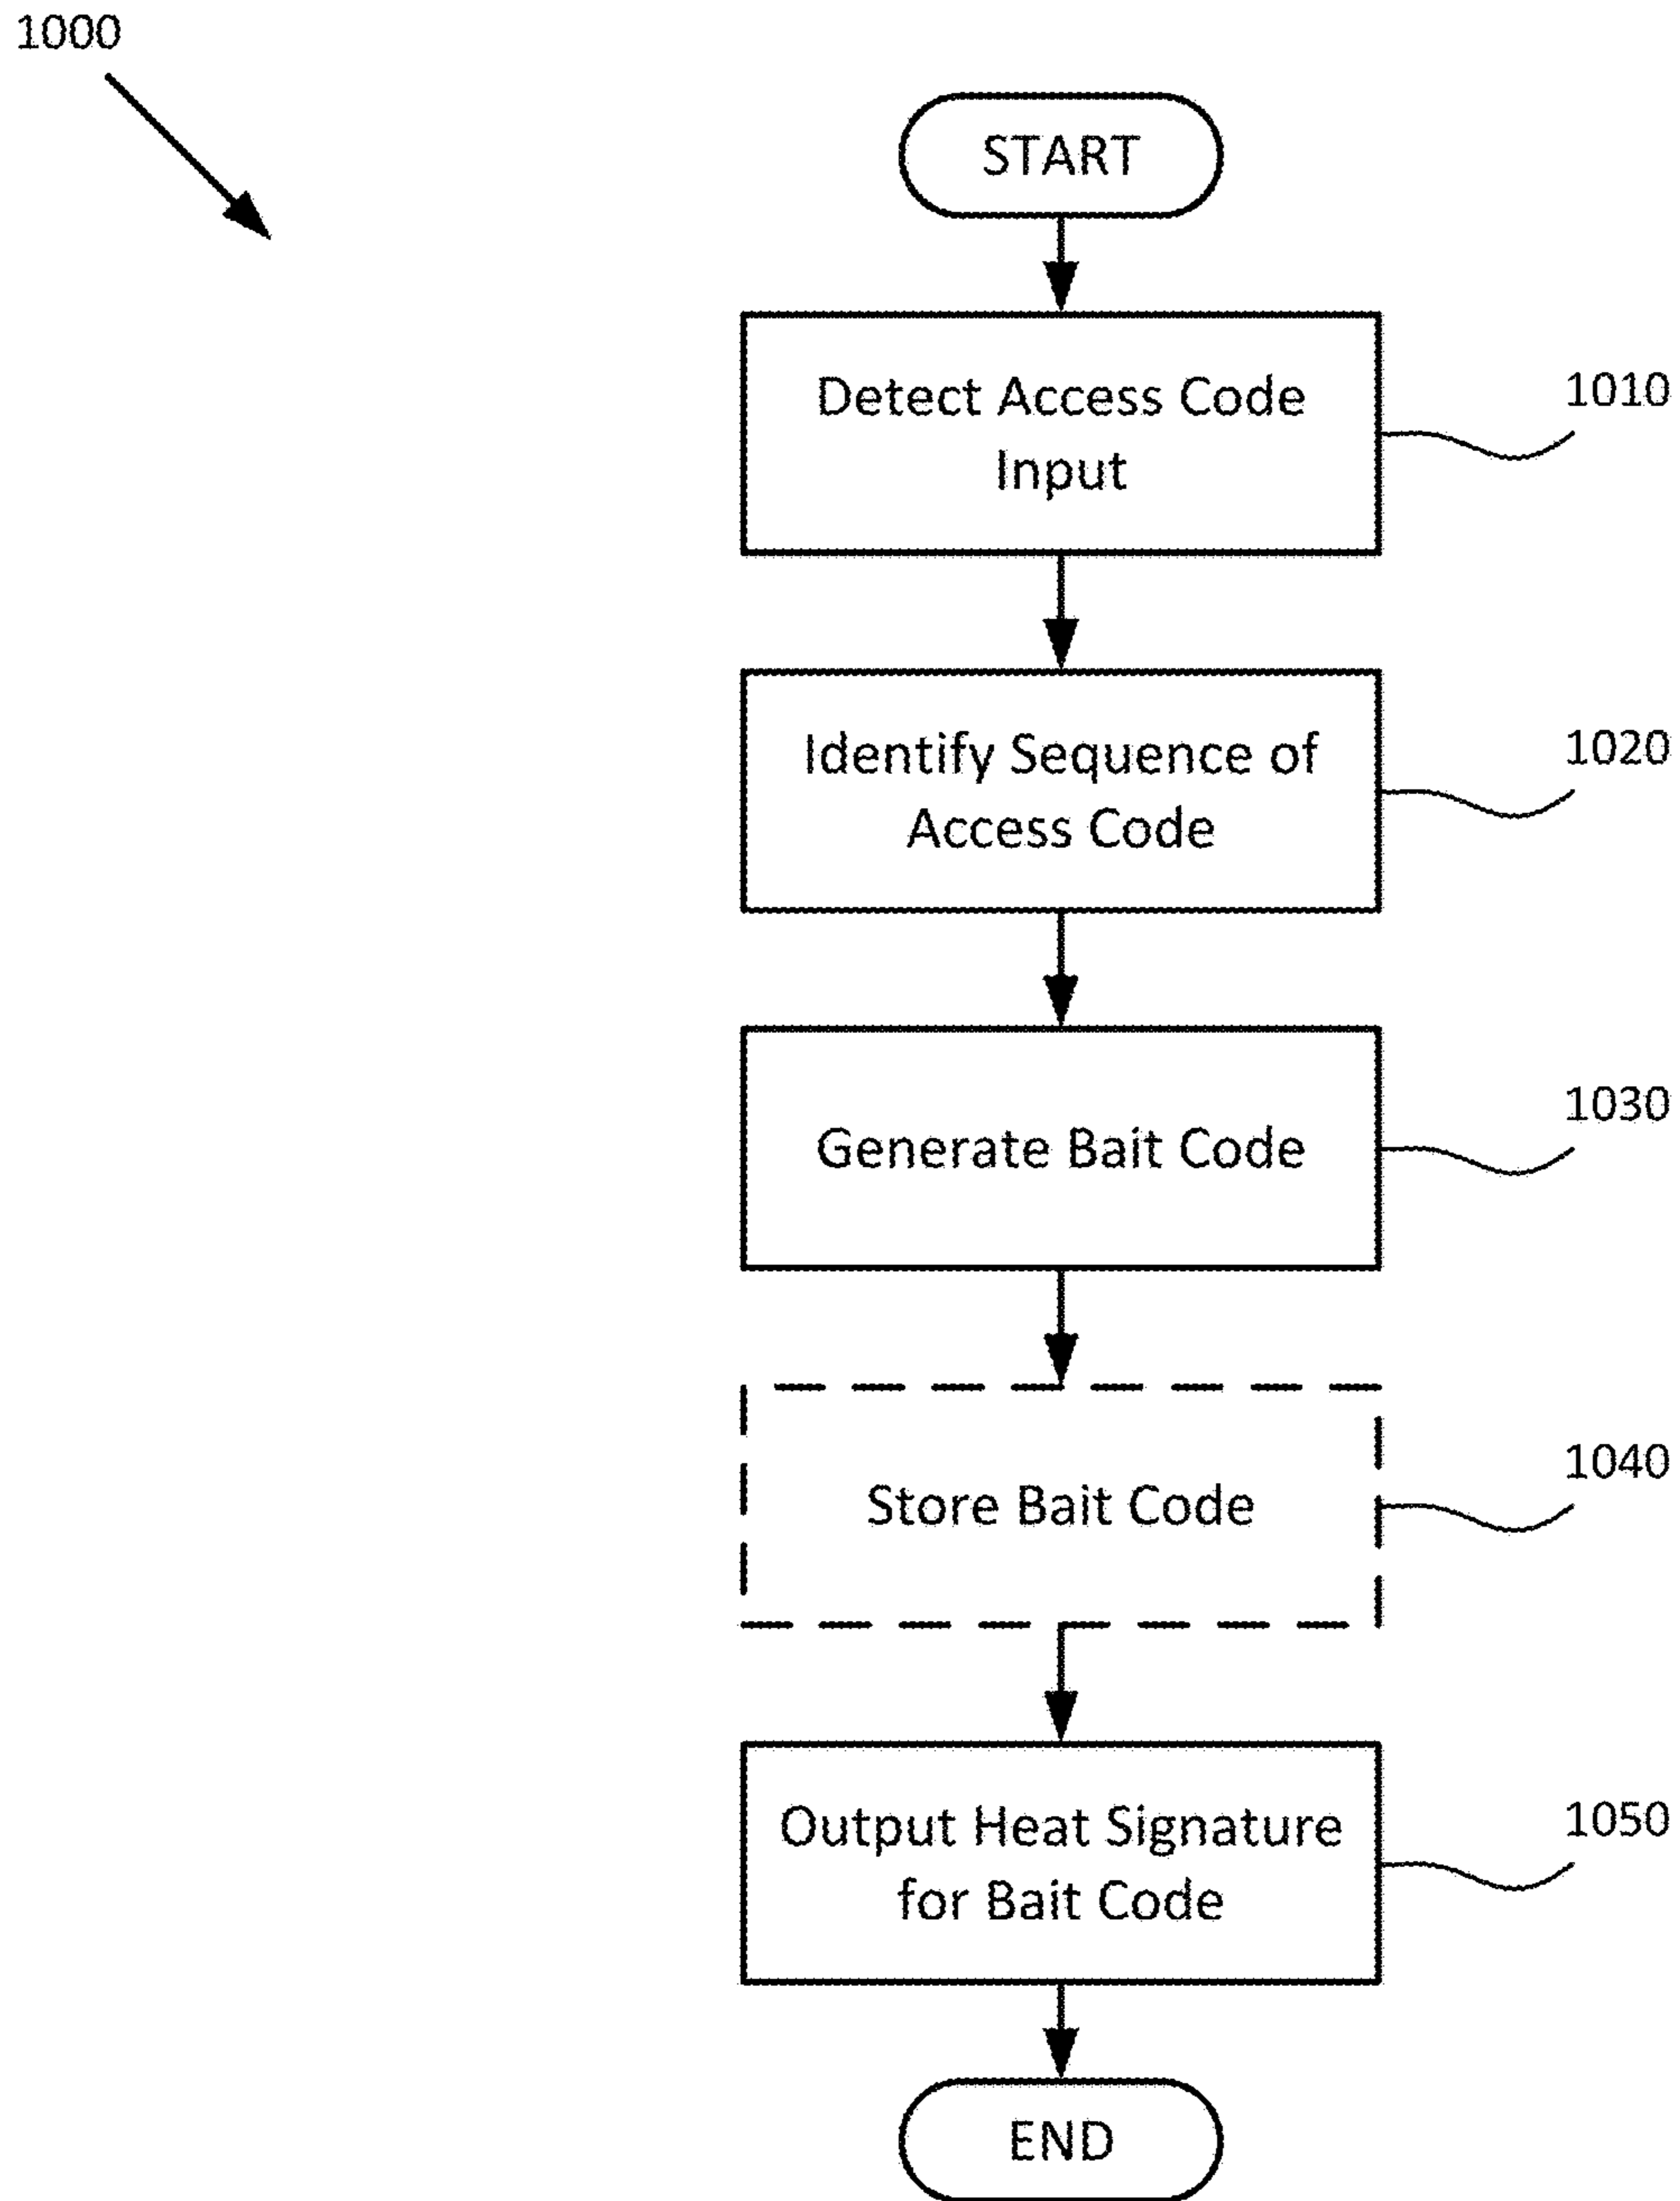 1000
START
Detect Access Code
Input
1010
Identify Sequence of
Access Code
1020
Generate Bait Code
1030
Store Bait Code
1040
Output Heat Signature
for Bait Code
1050
END